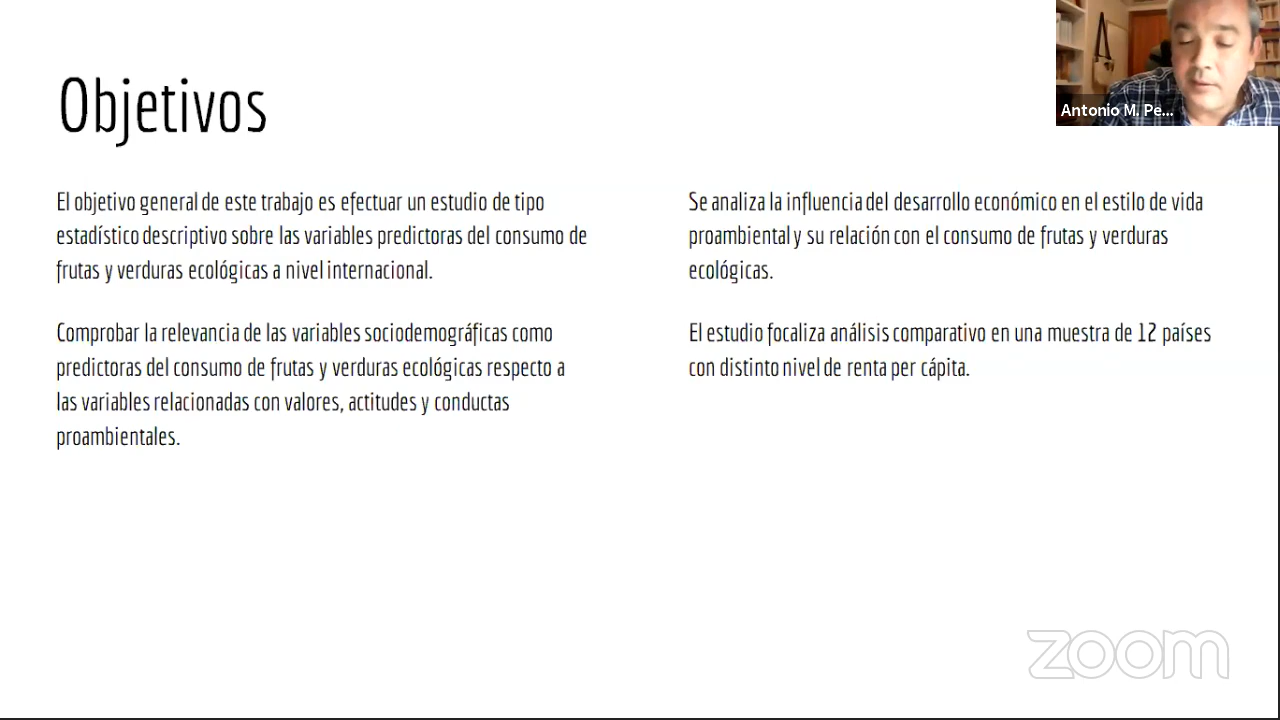 Objetivos
El objetivo general de este trabajo es efectuar un estudio de tipo
estadístico descriptivo sobre las variables predictoras del consumo de
frutas y verduras ecológicas a nivel internacional.
Comprobar la relevancia de las variables sociodemográficas como
predictoras del consumo de frutas y verduras ecológicas respecto a
las variables relacionadas con valores, actitudes y conductas
proambientales.
Se analiza la influencia del desarrollo económico en el estilo de vida
proambiental y su relación con el consumo de frutas y verduras
ecológicas.
El estudio focaliza análisis comparativo en una muestra de 12 países
con distinto nivel de renta per cápita.
Antonio M. Pe...
zoom